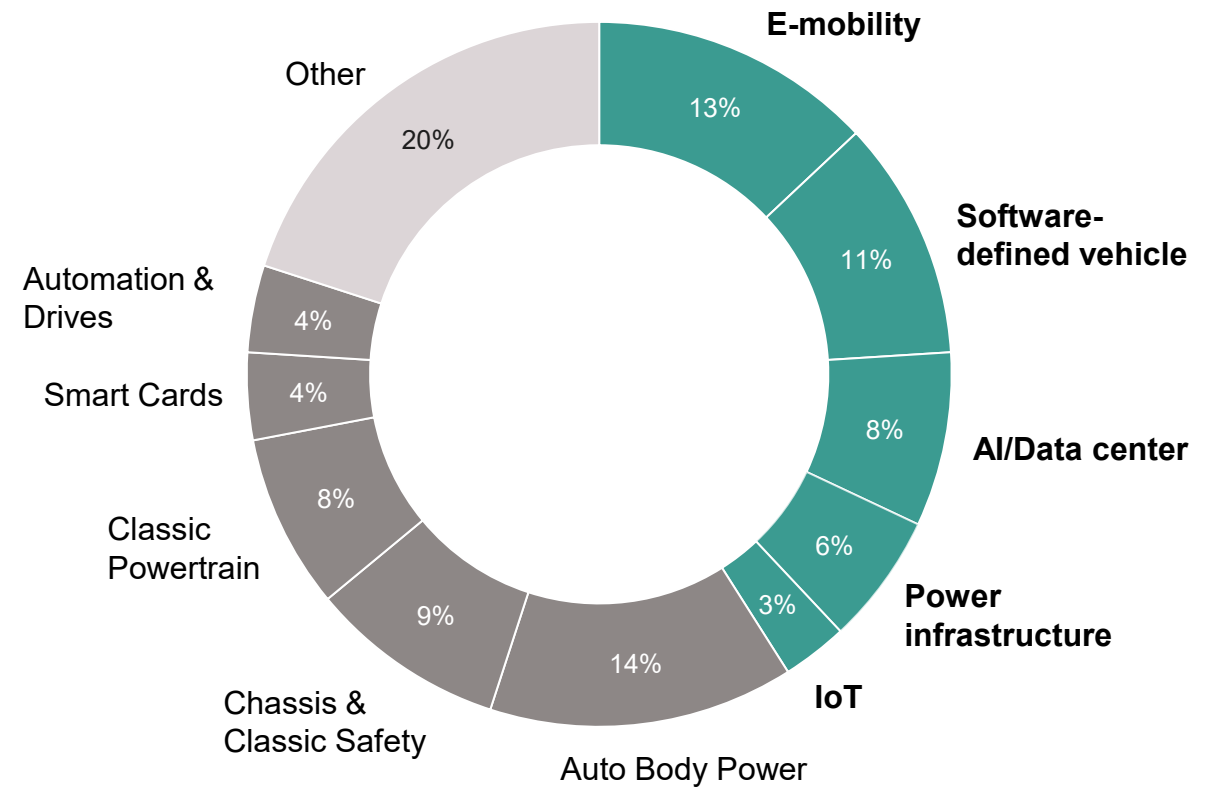 E-mobility
13%
Software-
defined vehicle
11%
AI/Data center
8%
Power
infrastructure
6%
IoT
3%
Auto Body Power
14%
Chassis &
Classic Safety
9%
Classic
Powertrain
8%
Smart Cards
4%
Automation &
Drives
4%
Other
20%